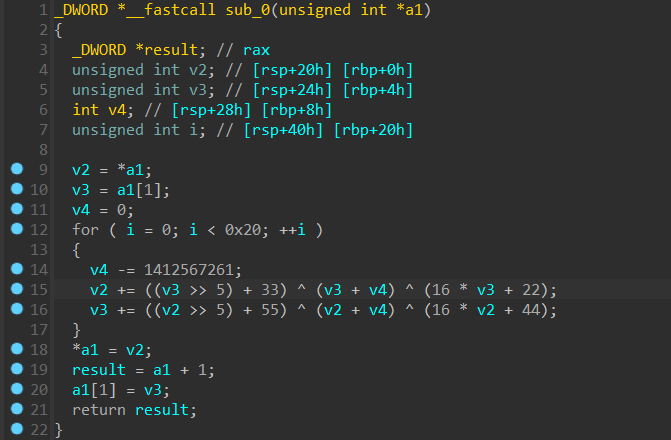 1 _DWORD *__fastcall sub_0(unsigned int *a1)
2 {
3 _DWORD *result; // rax
4 unsigned int v2; // [rsp+20h] [rbp+0h]
5 unsigned int v3; // [rsp+24h] [rbp+4h]
6 int v4; // [rsp+28h] [rbp+8h]
7 unsigned int i; // [rsp+40h] [rbp+20h]
8
9 v2 = *a1;
10 v3 = a1[1];
11 v4 = 0;
12 for ( i = 0; i < 0x20; ++i )
13 {
14 v4 -= 1412567261;
15 v2 += ((v3 >> 5) + 33) ^ (v3 + v4) ^ (16 * v3 + 22);
16 v3 += ((v2 >> 5) + 55) ^ (v2 + v4) ^ (16 * v2 + 44);
17 }
18 *a1 = v2;
19 result = a1 + 1;
20 a1[1] = v3;
21 return result;
22 }